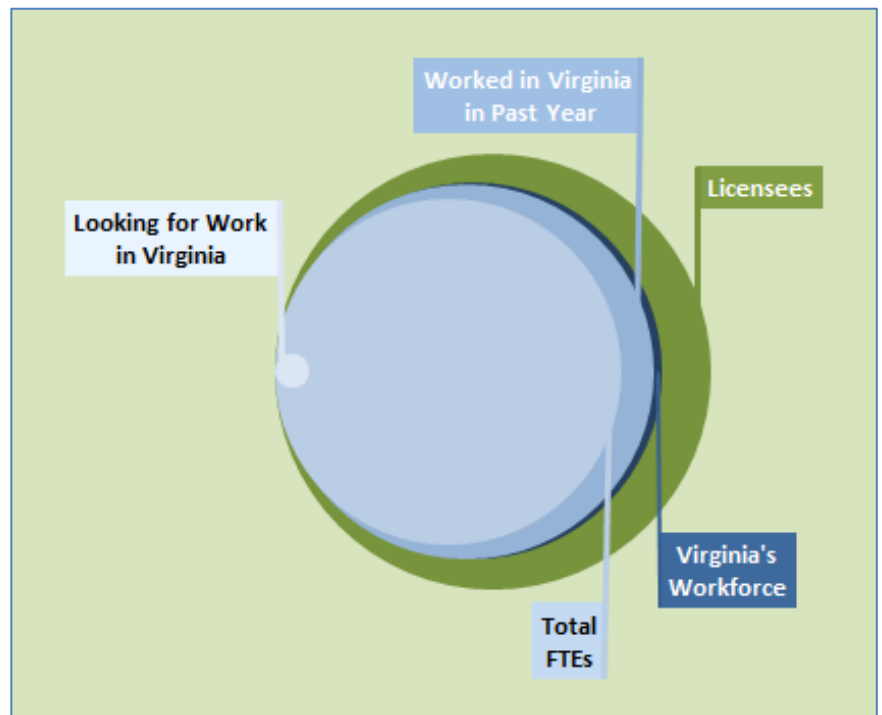 Worked in Virginia
in Past Year
Licensees
Looking for Work
in Virginia
Virginia's
Workforce
Total
FTEs